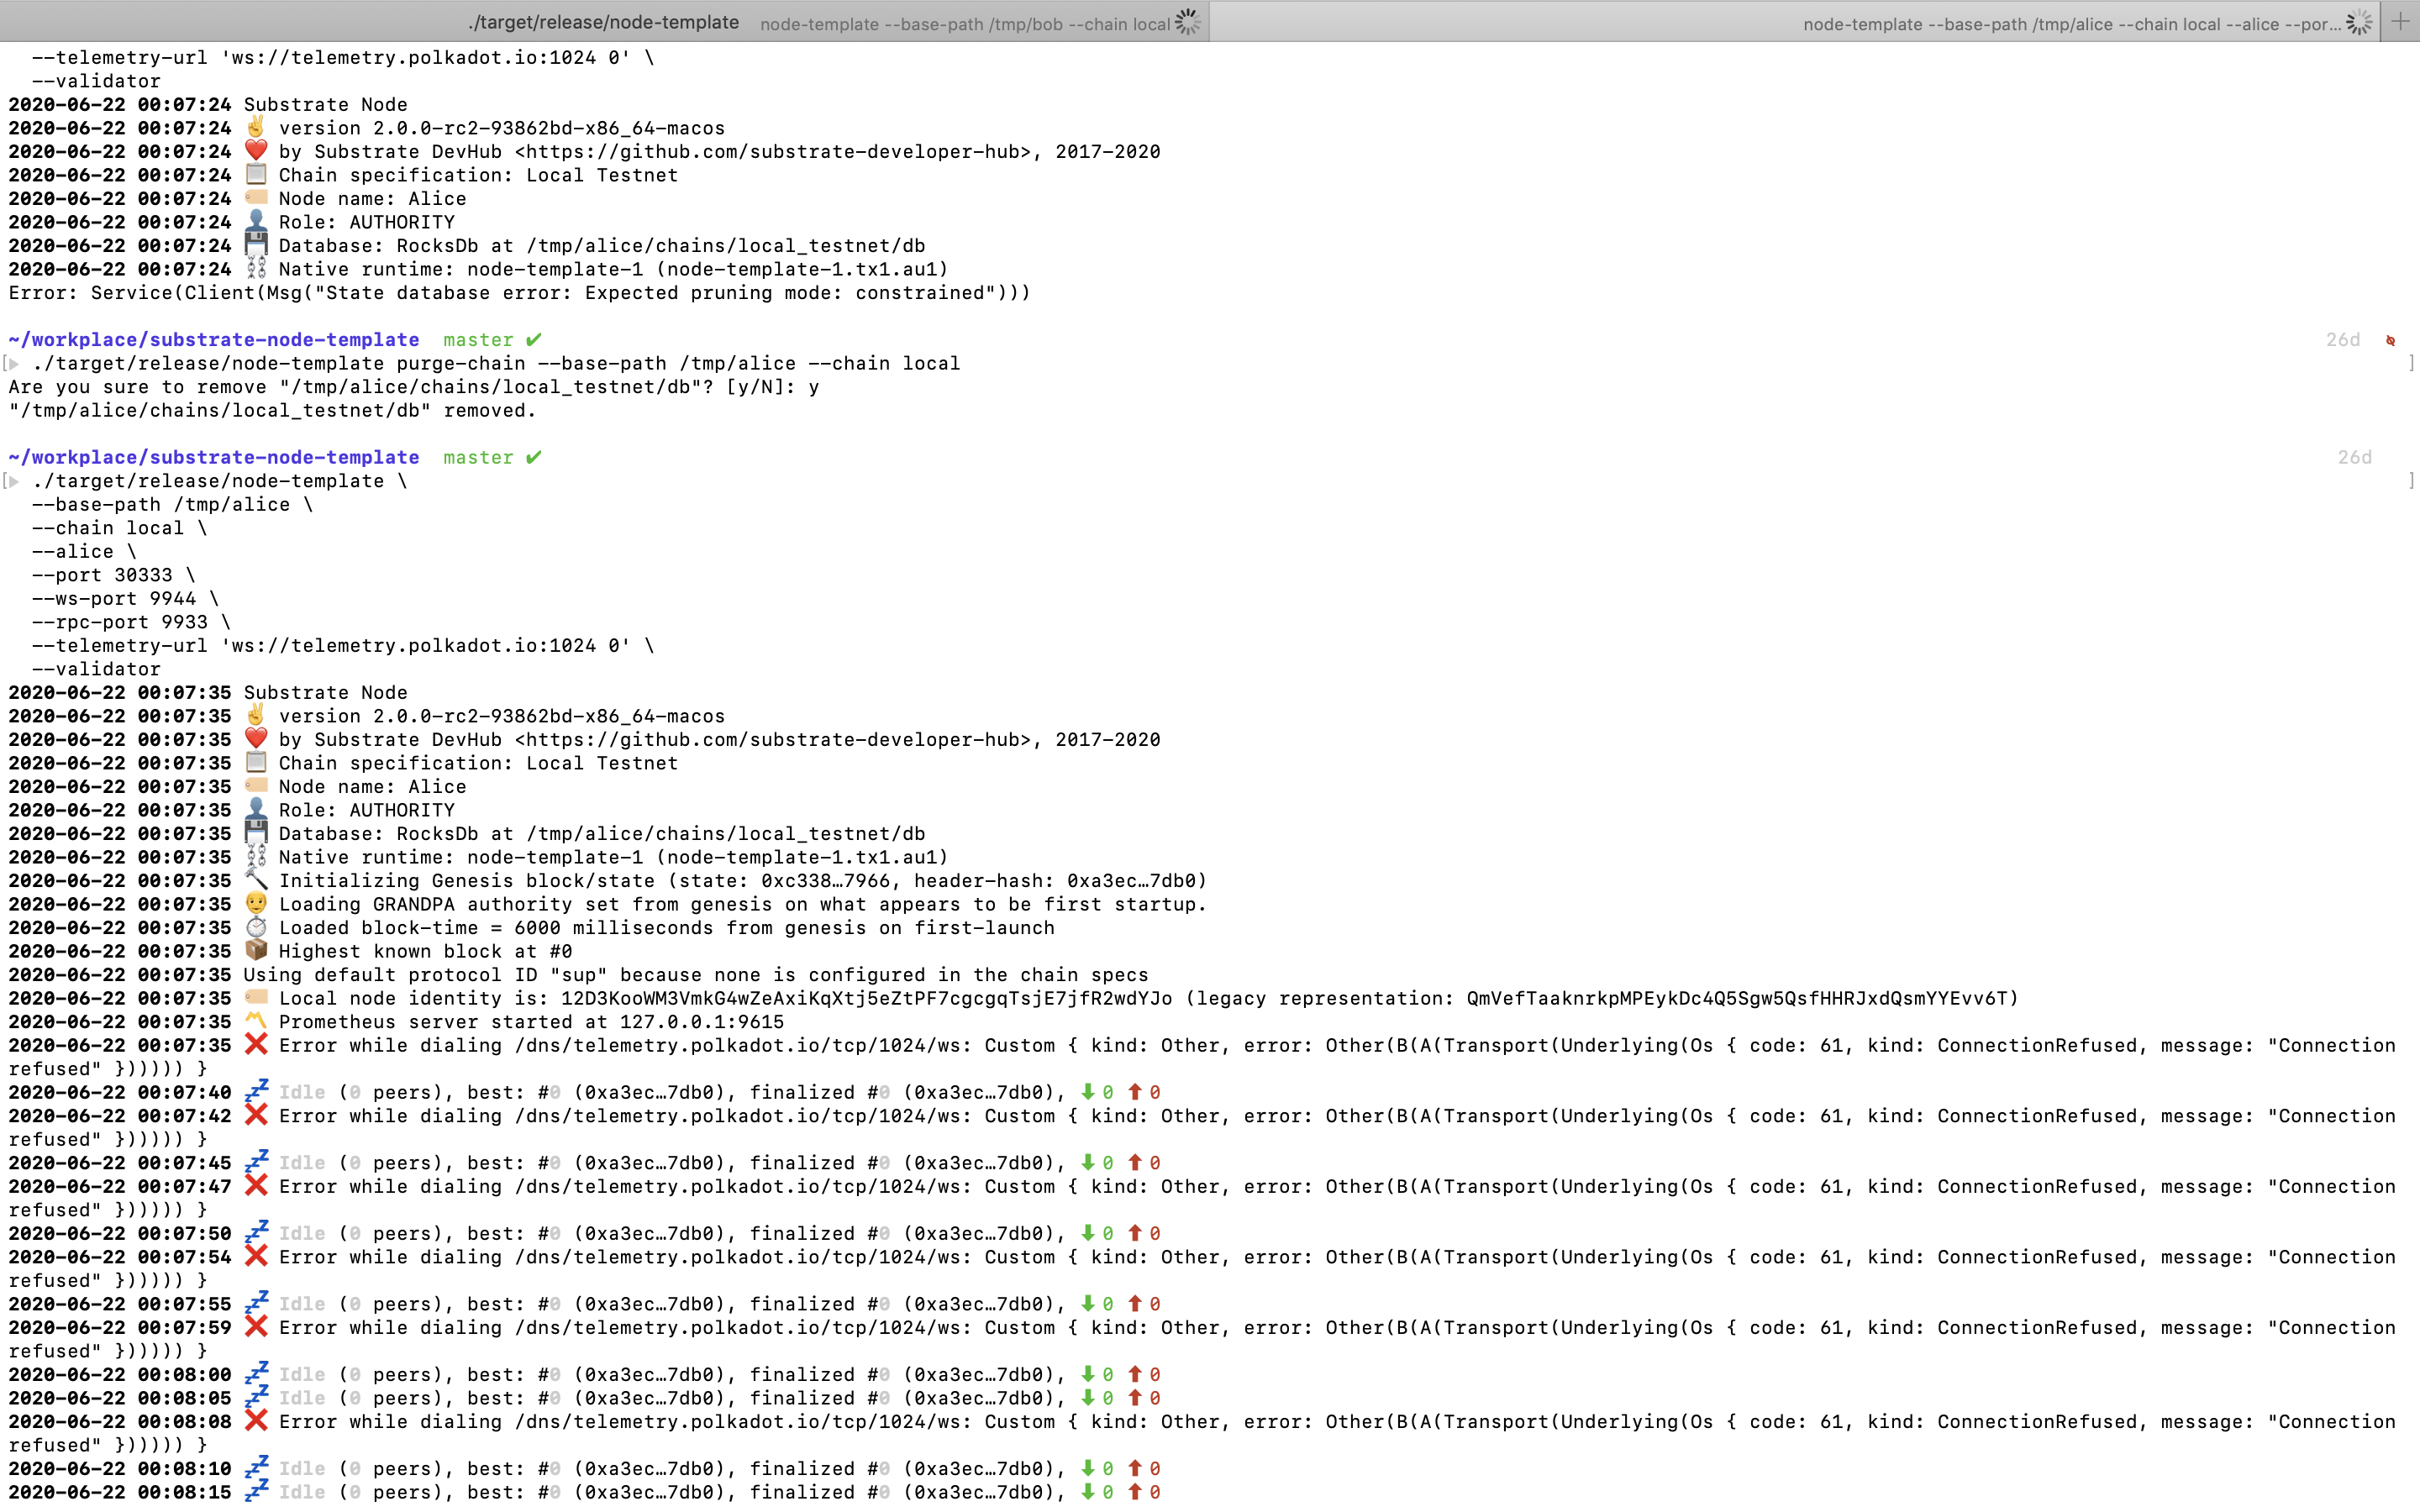 ./target/release/node-template node-template --base-path /tmp/bob --chain local
node-template --base-path /tmp/alice --chain local --alice --por...
--telemetry-url 'ws://telemetry.polkadot.io:1024 0' \
--validator
2020-06-22 00:07:24 Substrate Node
2020-06-22 00:07:24 ✌️ version 2.0.0-rc2-93862bd-x86_64-macos
2020-06-22 00:07:24 ❤️ by Substrate DevHub <https://github.com/substrate-developer-hub>, 2017-2020
2020-06-22 00:07:24 📋 Chain specification: Local Testnet
2020-06-22 00:07:24 🏷 Node name: Alice
2020-06-22 00:07:24 👤 Role: AUTHORITY
2020-06-22 00:07:24 💾 Database: RocksDb at /tmp/alice/chains/local_testnet/db
2020-06-22 00:07:24 ⛓ Native runtime: node-template-1 (node-template-1.tx1.au1)
Error: Service(Client(Msg("State database error: Expected pruning mode: constrained")))
~/workplace/substrate-node-template master ✔ 26d
./target/release/node-template purge-chain --base-path /tmp/alice --chain local
Are you sure to remove "/tmp/alice/chains/local_testnet/db"? [y/N]: y
"/tmp/alice/chains/local_testnet/db" removed.
~/workplace/substrate-node-template master ✔ 26d
./target/release/node-template \
--base-path /tmp/alice \
--chain local \
--alice \
--port 30333 \
--ws-port 9944 \
--rpc-port 9933 \
--telemetry-url 'ws://telemetry.polkadot.io:1024 0' \
--validator
2020-06-22 00:07:35 Substrate Node
2020-06-22 00:07:35 ✌️ version 2.0.0-rc2-93862bd-x86_64-macos
2020-06-22 00:07:35 ❤️ by Substrate DevHub <https://github.com/substrate-developer-hub>, 2017-2020
2020-06-22 00:07:35 📋 Chain specification: Local Testnet
2020-06-22 00:07:35 🏷 Node name: Alice
2020-06-22 00:07:35 👤 Role: AUTHORITY
2020-06-22 00:07:35 💾 Database: RocksDb at /tmp/alice/chains/local_testnet/db
2020-06-22 00:07:35 ⛓ Native runtime: node-template-1 (node-template-1.tx1.au1)
2020-06-22 00:07:35 🔨 Initializing Genesis block/state (state: 0xc338…7966, header-hash: 0xa3ec…7db0)
2020-06-22 00:07:35 👴 Loading GRANDPA authority set from genesis on what appears to be first startup.
2020-06-22 00:07:35 ⏱ Loaded block-time = 6000 milliseconds from genesis on first-launch
2020-06-22 00:07:35 📦 Highest known block at #0
2020-06-22 00:07:35 Using default protocol ID "sup" because none is configured in the chain specs
2020-06-22 00:07:35 🏷 Local node identity is: 12D3KooWM3VmkG4wZeAxiKqXtj5eZtPF7cgcgqTsjE7jfR2wdYJo (legacy representation: QmVefTaaknrkpMPEykDc4Q5Sgw5QsfHHRJxdQsmYYEvv6T)
2020-06-22 00:07:35 〽️ Prometheus server started at 127.0.0.1:9615
2020-06-22 00:07:35 ❌ Error while dialing /dns/telemetry.polkadot.io/tcp/1024/ws: Custom { kind: Other, error: Other(B(A(Transport(Underlying(Os { code: 61, kind: ConnectionRefused, message: "Connection
refused" })))))) }
2020-06-22 00:07:40 💤 Idle (0 peers), best: #0 (0xa3ec…7db0), finalized #0 (0xa3ec…7db0), ⬇ 0 ⬆ 0
2020-06-22 00:07:42 ❌ Error while dialing /dns/telemetry.polkadot.io/tcp/1024/ws: Custom { kind: Other, error: Other(B(A(Transport(Underlying(Os { code: 61, kind: ConnectionRefused, message: "Connection
refused" })))))) }
2020-06-22 00:07:45 💤 Idle (0 peers), best: #0 (0xa3ec…7db0), finalized #0 (0xa3ec…7db0), ⬇ 0 ⬆ 0
2020-06-22 00:07:47 ❌ Error while dialing /dns/telemetry.polkadot.io/tcp/1024/ws: Custom { kind: Other, error: Other(B(A(Transport(Underlying(Os { code: 61, kind: ConnectionRefused, message: "Connection
refused" })))))) }
2020-06-22 00:07:50 💤 Idle (0 peers), best: #0 (0xa3ec…7db0), finalized #0 (0xa3ec…7db0), ⬇ 0 ⬆ 0
2020-06-22 00:07:54 ❌ Error while dialing /dns/telemetry.polkadot.io/tcp/1024/ws: Custom { kind: Other, error: Other(B(A(Transport(Underlying(Os { code: 61, kind: ConnectionRefused, message: "Connection
refused" })))))) }
2020-06-22 00:07:55 💤 Idle (0 peers), best: #0 (0xa3ec…7db0), finalized #0 (0xa3ec…7db0), ⬇ 0 ⬆ 0
2020-06-22 00:07:59 ❌ Error while dialing /dns/telemetry.polkadot.io/tcp/1024/ws: Custom { kind: Other, error: Other(B(A(Transport(Underlying(Os { code: 61, kind: ConnectionRefused, message: "Connection
refused" })))))) }
2020-06-22 00:08:00 💤 Idle (0 peers), best: #0 (0xa3ec…7db0), finalized #0 (0xa3ec…7db0), ⬇ 0 ⬆ 0
2020-06-22 00:08:05 💤 Idle (0 peers), best: #0 (0xa3ec…7db0), finalized #0 (0xa3ec…7db0), ⬇ 0 ⬆ 0
2020-06-22 00:08:08 ❌ Error while dialing /dns/telemetry.polkadot.io/tcp/1024/ws: Custom { kind: Other, error: Other(B(A(Transport(Underlying(Os { code: 61, kind: ConnectionRefused, message: "Connection
refused" })))))) }
2020-06-22 00:08:10 💤 Idle (0 peers), best: #0 (0xa3ec…7db0), finalized #0 (0xa3ec…7db0), ⬇ 0 ⬆ 0
2020-06-22 00:08:15 💤 Idle (0 peers), best: #0 (0xa3ec…7db0), finalized #0 (0xa3ec…7db0), ⬇ 0 ⬆ 0